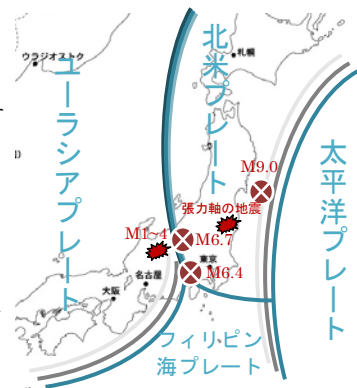 ウラジオストク
札幌
北米プレート
ユーラシアプレート
太平洋プレート
M9.0
張力軸の地震
M1~4
M6.7
東京
M6.4
名古屋
大阪
フィリピン
海プレート